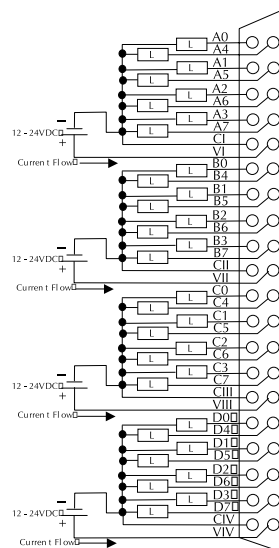 A0
L
A4
L
A1
L
A5
L
A2
L
A6
L
A3
L
A7
L
CI
VI
–
12-24VDC
+
Current Flow
B0
L
B4
L
B1
L
B5
L
B2
L
B6
L
B3
L
B7
L
CII
VII
–
12-24VDC
+
Current Flow
C0
L
C4
L
C1
L
C5
L
C2
L
C6
L
C3
L
C7
L
CIII
VIII
–
12-24VDC
+
Current Flow
D0
L
D4
L
D1
L
D5
L
D2
L
D6
L
D3
L
D7
L
CIV
VIV
–
12-24VDC
+
Current Flow